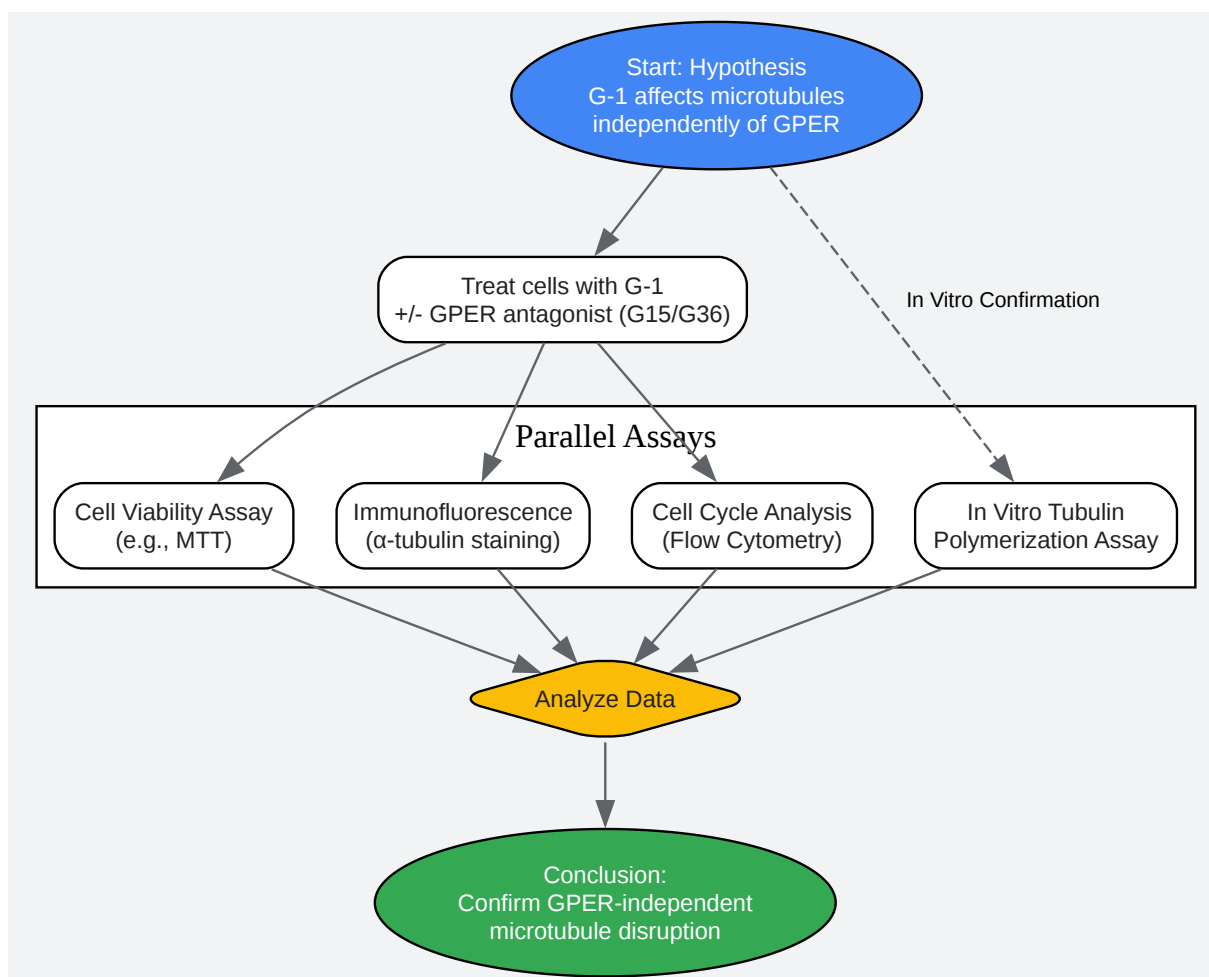 Start: Hypothesis
G-1 affects microtubules
independently of GPER
Treat cells with G-1
+/- GPER antagonist (G15/G36)
In Vitro Confirmation
Parallel Assays
Cell Viability Assay
(e.g., MTT)
Immunofluorescence
(α-tubulin staining)
Cell Cycle Analysis
(Flow Cytometry)
In Vitro Tubulin
Polymerization Assay
Analyze Data
Conclusion:
Confirm GPER-independent
microtubule disruption